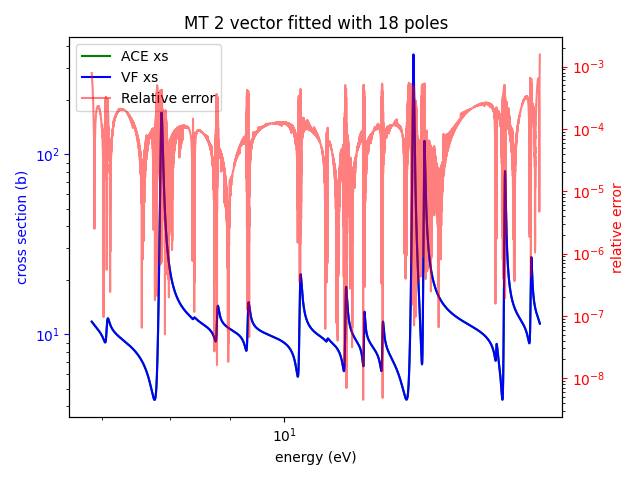 MT 2 vector fitted with 18 poles
ACE xs
VF xs
Relative error
cross section (b)
10²
10¹
10⁻³
10⁻⁴
10⁻⁵
10⁻⁶
10⁻⁷
10⁻⁸
relative error
10¹
energy (eV)